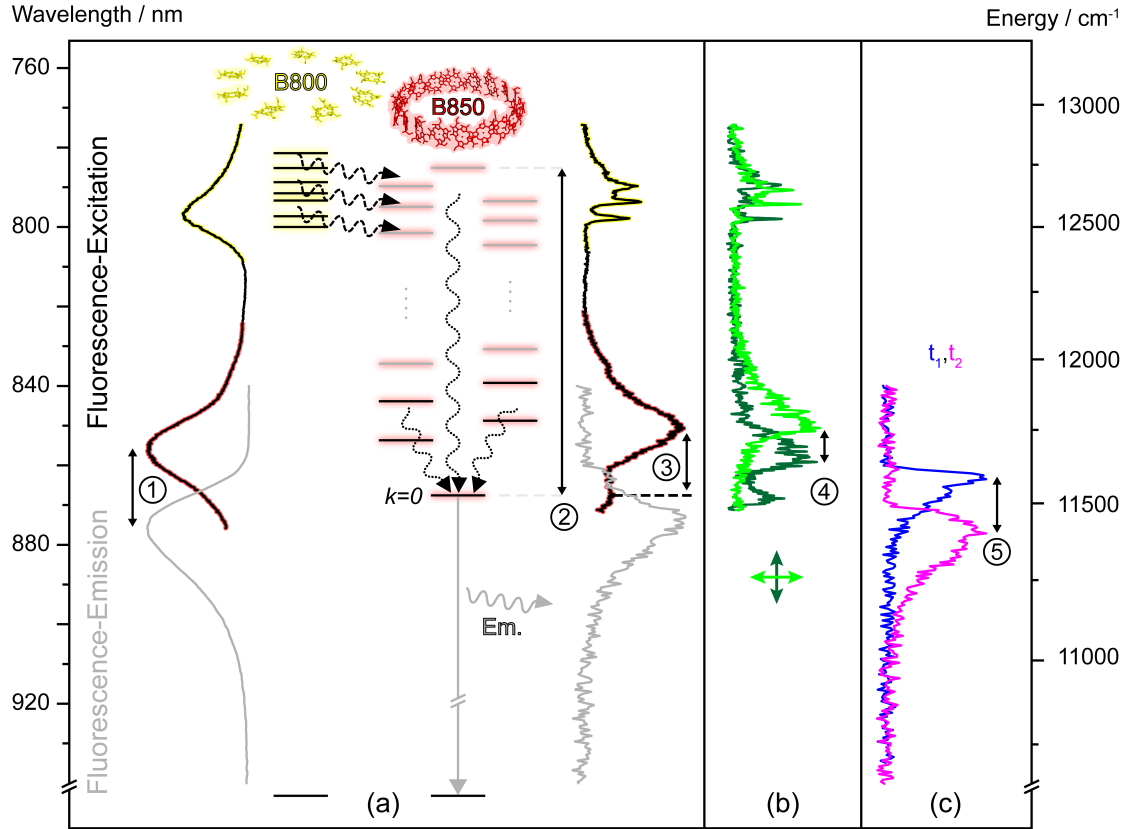 Wavelength / nm
Energy / cm⁻¹
760
800
840
880
920
13000
12500
12000
11500
11000
Fluorescence-Excitation
Fluorescence-Emission
B800
B850
k=0
Em.
1
2
3
4
5
t₁,t₂
(a)
(b)
(c)